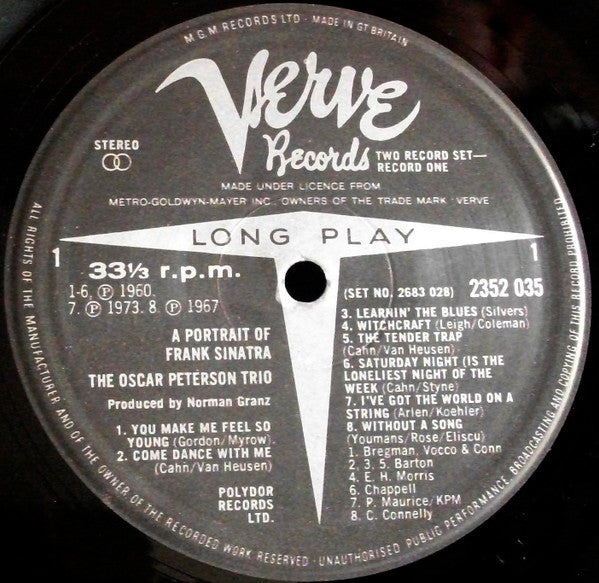 M.G.M. RECORDS LTD · MADE IN GT BRITAIN
Verve
Records
TWO RECORD SET—
RECORD ONE
STEREO
MADE UNDER LICENCE FROM
METRO-GOLDWYN-MAYER INC., OWNERS OF THE TRADE MARK 'VERVE'
LONG PLAY
1
1
33⅓ r.p.m.
1-6. ℗ 1960.
7. ℗ 1973. 8. ℗ 1967
(SET NO. 2683 028) 2352 035
A PORTRAIT OF
FRANK SINATRA
THE OSCAR PETERSON TRIO
Produced by Norman Granz
1. YOU MAKE ME FEEL SO
YOUNG (Gordon/Myrow).
2. COME DANCE WITH ME
(Cahn/Van Heusen)
POLYDOR
RECORDS
LTD.
3. LEARNIN' THE BLUES (Silvers)
4. WITCHCRAFT (Leigh/Coleman)
5. THE TENDER TRAP
(Cahn/Van Heusen)
6. SATURDAY NIGHT (IS THE
LONELIEST NIGHT OF THE
WEEK (Cahn/Styne)
7. I'VE GOT THE WORLD ON A
STRING (Arlen/Koehler)
8. WITHOUT A SONG
(Youmans/Rose/Eliscu)
1. Bregman, Vocco & Conn
2. 3. 5. Barton
4. E. H. Morris
6. Chappell
7. P. Maurice/KPM
8. C. Connelly
ALL RIGHTS OF THE MANUFACTURER AND OF THE OWNER OF THE RECORDED WORK RESERVED · UNAUTHORISED PUBLIC PERFORMANCE, BROADCASTING AND COPYING OF THIS RECORD PROHIBITED